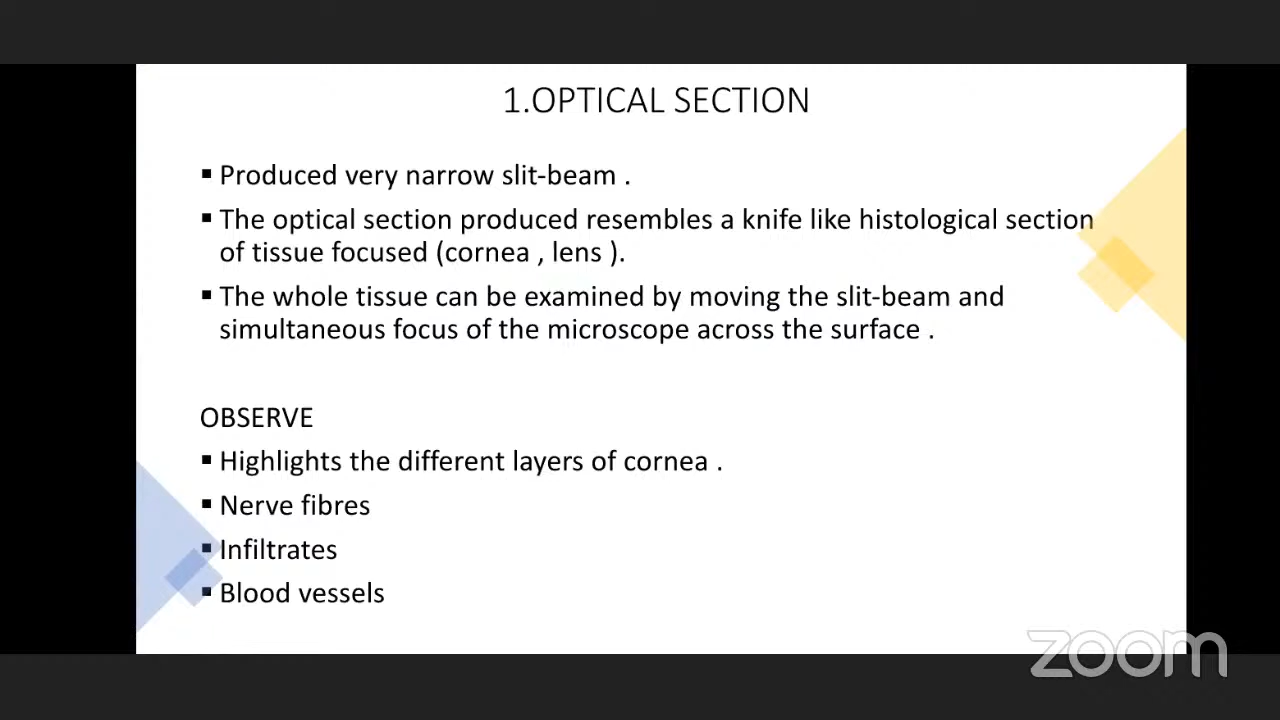 1.OPTICAL SECTION
▪ Produced very narrow slit-beam .
▪ The optical section produced resembles a knife like histological section
of tissue focused (cornea , lens ).
▪ The whole tissue can be examined by moving the slit-beam and
simultaneous focus of the microscope across the surface .
OBSERVE
▪ Highlights the different layers of cornea .
▪ Nerve fibres
▪ Infiltrates
▪ Blood vessels
zoom